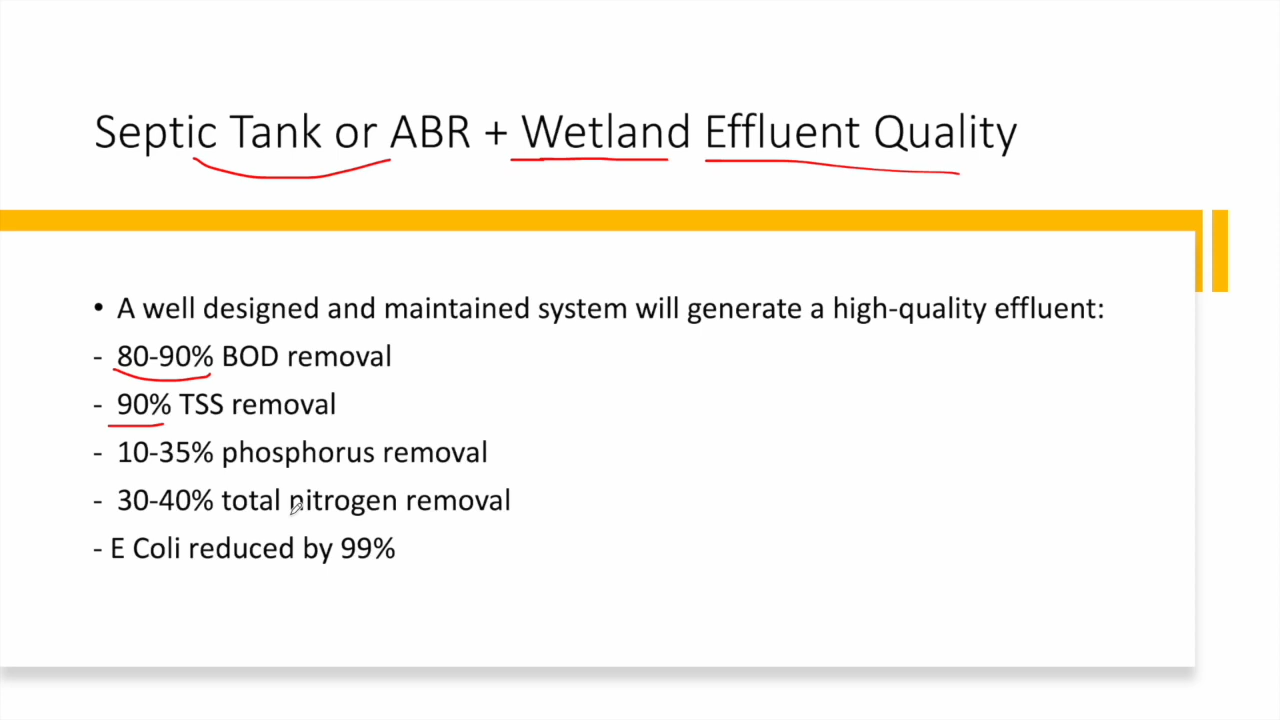 Septic Tank or ABR + Wetland Effluent Quality
• A well designed and maintained system will generate a high-quality effluent:
- 80-90% BOD removal
- 90% TSS removal
- 10-35% phosphorus removal
- 30-40% total nitrogen removal
- E Coli reduced by 99%